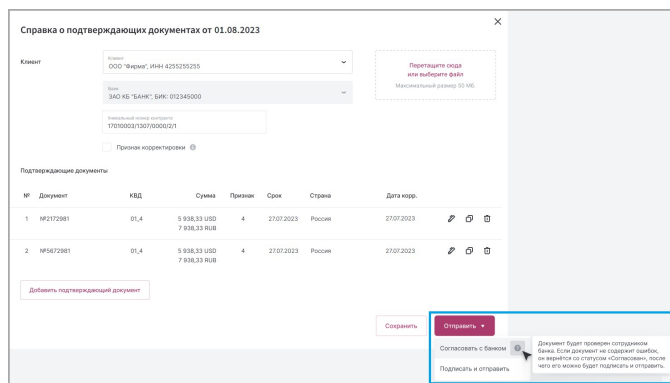 Справка о подтверждающих документах от 01.08.2023
Клиент
Клиент
ООО "Фирма", ИНН 4255255255
Банк
ЗАО КБ "БАНК", БИК: 012345000
Уникальный номер контракта
17010003/1307/0000/2/1
Признак корректировки
Перетащите сюда
или выберите файл
Максимальный размер 50 Мб.
Подтверждающие документы
№ Документ КВД Сумма Признак Срок Страна Дата корр.
1 №2172981 01_4 5 938,33 USD 4 27.07.2023 Россия 27.07.2023
7 938,33 RUB
2 №5672981 01_4 5 938,33 USD 4 27.07.2023 Россия 27.07.2023
7 938,33 RUB
Добавить подтверждающий документ
Сохранить
Отправить
Согласовать с банком ?
Подписать и отправить
Документ будет проверен сотрудником
банка. Если документ не содержит ошибок,
он вернётся со статусом «Согласован», после
чего его можно будет подписать и отправить.